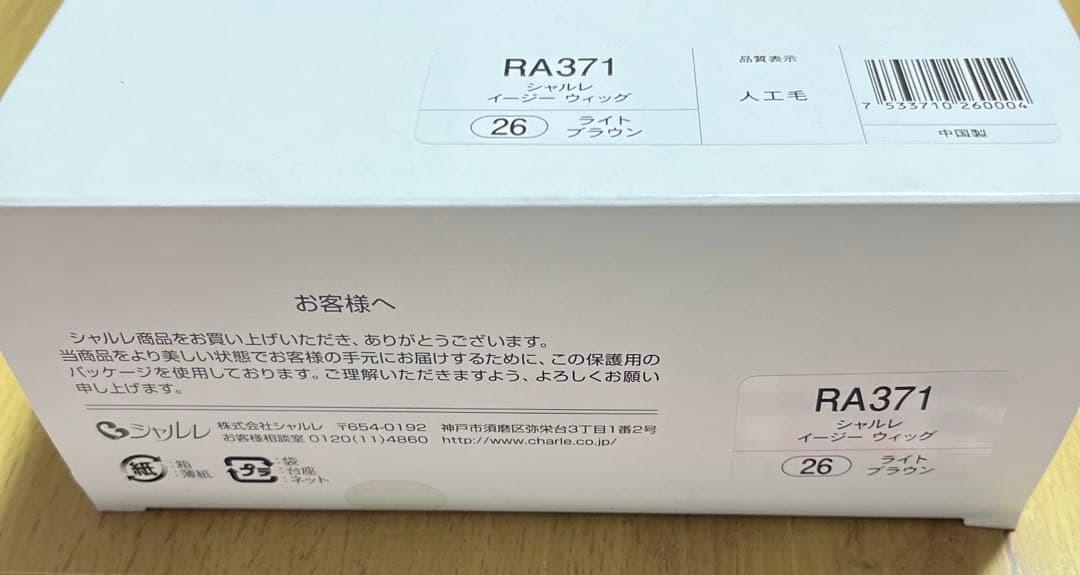 RA371
シャルレ
イージー ウィッグ
26 ライト
ブラウン
品質表示
人工毛
7 533710 260004
中国製
お客様へ
シャルレ商品をお買い上げいただき、ありがとうございます。
当商品をより美しい状態でお客様の手元にお届けするために、この保護用の
パッケージを使用しております。ご理解いただきますよう、よろしくお願い
申し上げます。
シャルレ 株式会社シャルレ 〒654-0192 神戸市須磨区弥栄台3丁目1番2号
お客様相談室 0120(11)4860 http://www.charle.co.jp/
紙 :箱
:薄紙
プラ :袋
:台座
:ネット
RA371
シャルレ
イージー ウィッグ
26 ライト
ブラウン